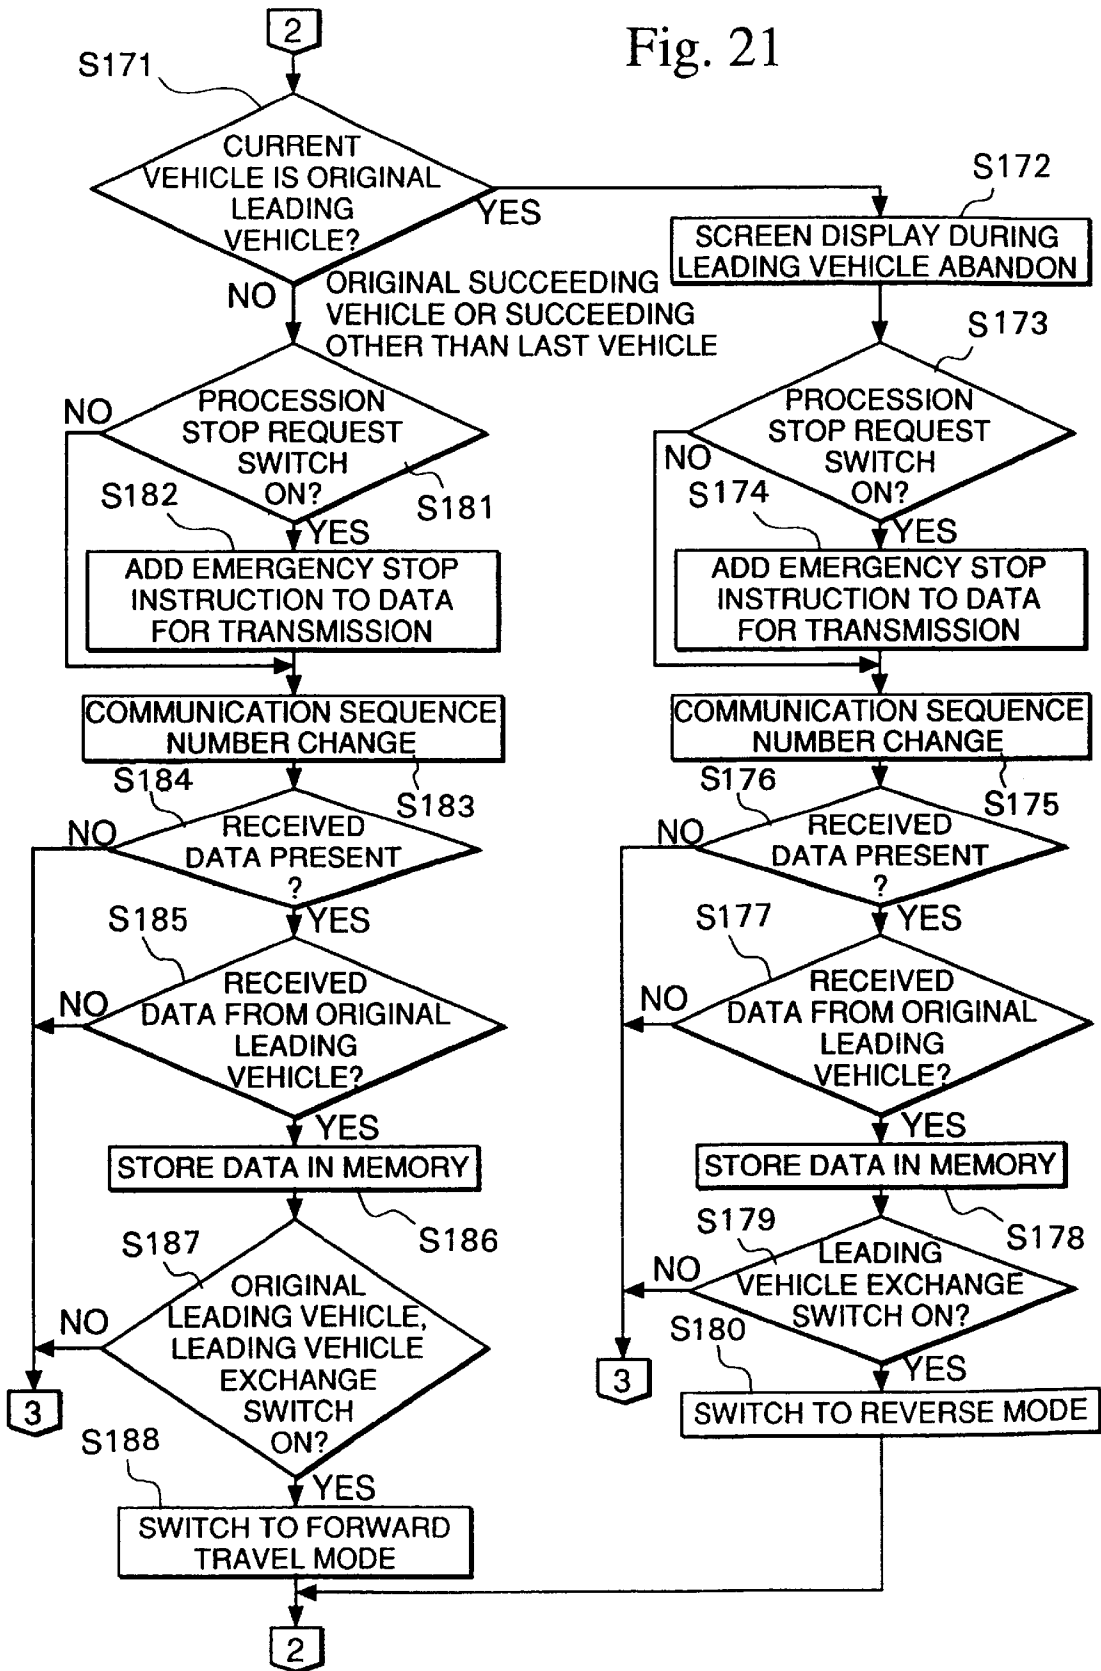 2
Fig. 21
S171
CURRENT
VEHICLE IS ORIGINAL
LEADING
VEHICLE?
YES
S172
SCREEN DISPLAY DURING
LEADING VEHICLE ABANDON
NO
ORIGINAL SUCCEEDING
VEHICLE OR SUCCEEDING
OTHER THAN LAST VEHICLE
NO
PROCESSION
STOP REQUEST
SWITCH
ON?
S181
YES
S182
ADD EMERGENCY STOP
INSTRUCTION TO DATA
FOR TRANSMISSION
COMMUNICATION SEQUENCE
NUMBER CHANGE
S183
S184
NO
RECEIVED
DATA PRESENT
?
YES
S185
NO
RECEIVED
DATA FROM ORIGINAL
LEADING
VEHICLE?
YES
STORE DATA IN MEMORY
S186
S187
NO
ORIGINAL
LEADING VEHICLE,
LEADING VEHICLE
EXCHANGE
SWITCH
ON?
3
YES
S188
SWITCH TO FORWARD
TRAVEL MODE
2
S173
PROCESSION
STOP REQUEST
SWITCH
ON?
NO
YES
S174
ADD EMERGENCY STOP
INSTRUCTION TO DATA
FOR TRANSMISSION
COMMUNICATION SEQUENCE
NUMBER CHANGE
S175
S176
NO
RECEIVED
DATA PRESENT
?
YES
S177
NO
RECEIVED
DATA FROM ORIGINAL
LEADING
VEHICLE?
YES
STORE DATA IN MEMORY
S178
S179
NO
LEADING
VEHICLE EXCHANGE
SWITCH ON?
3
YES
S180
SWITCH TO REVERSE MODE